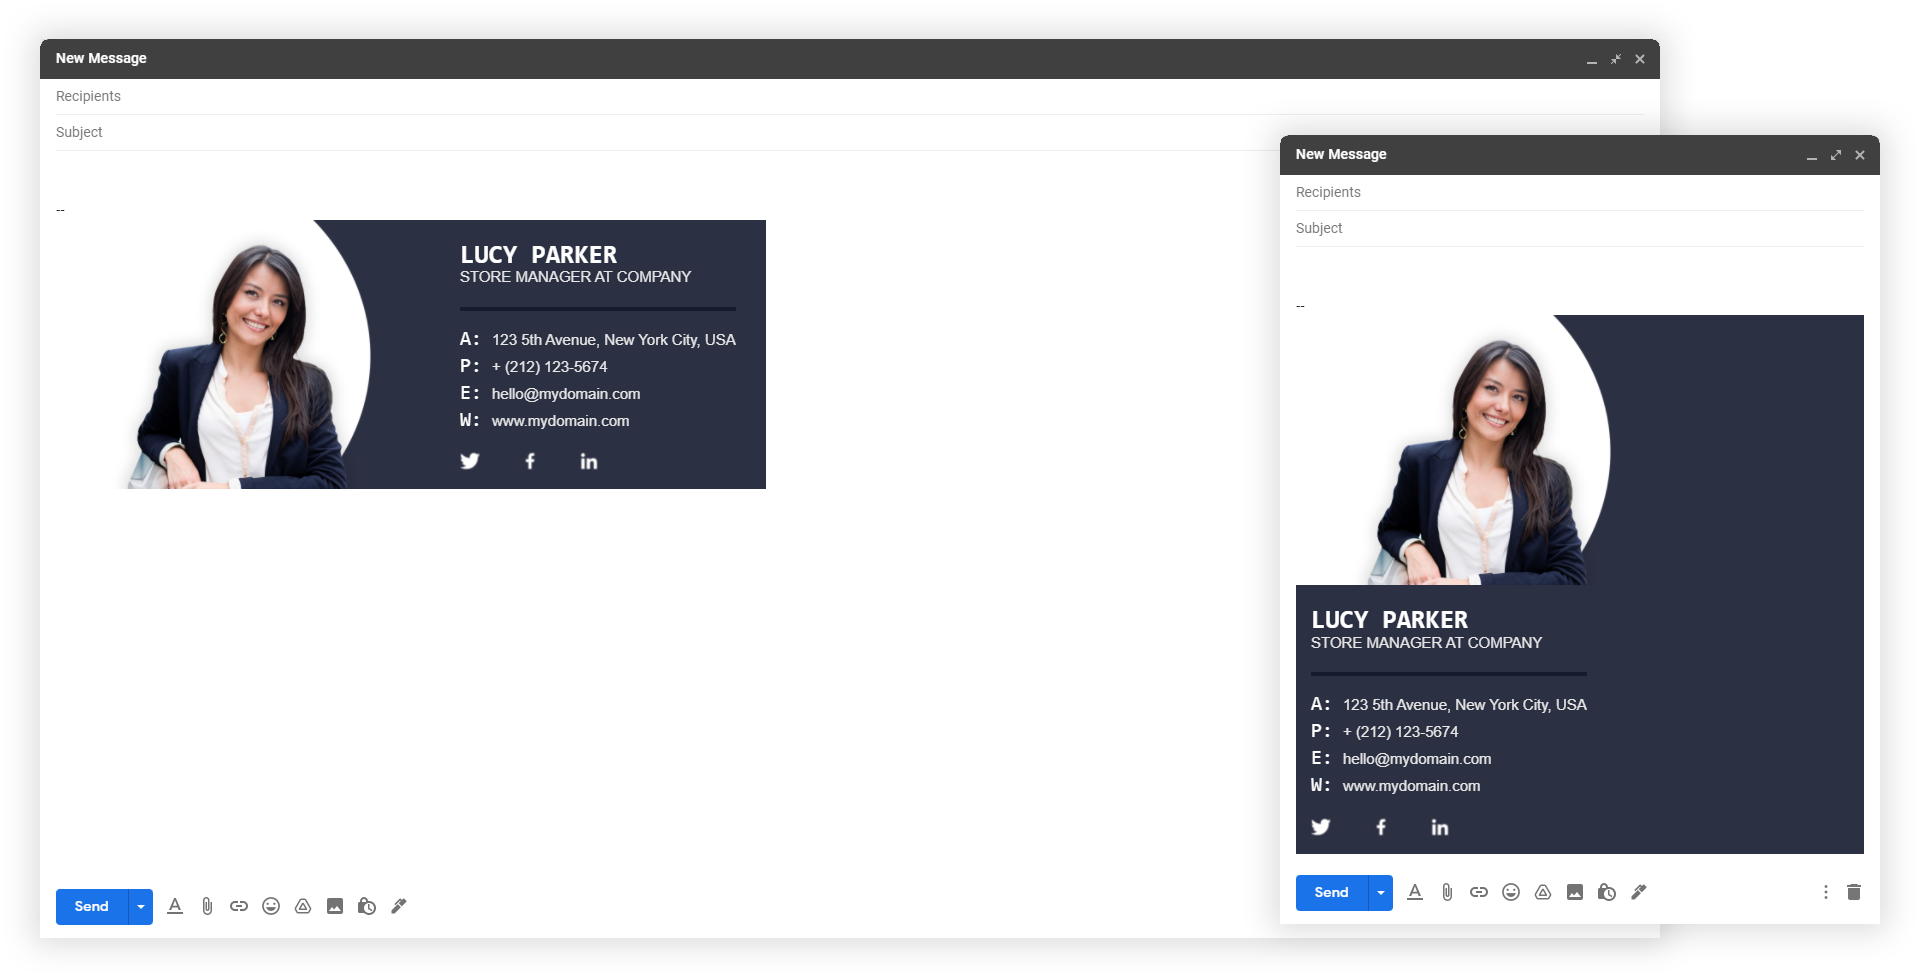 New Message
Recipients
Subject
--
LUCY PARKER
STORE MANAGER AT COMPANY
A: 123 5th Avenue, New York City, USA
P: + (212) 123-5674
E: hello@mydomain.com
W: www.mydomain.com
Send
New Message
Recipients
Subject
--
LUCY PARKER
STORE MANAGER AT COMPANY
A: 123 5th Avenue, New York City, USA
P: + (212) 123-5674
E: hello@mydomain.com
W: www.mydomain.com
Send